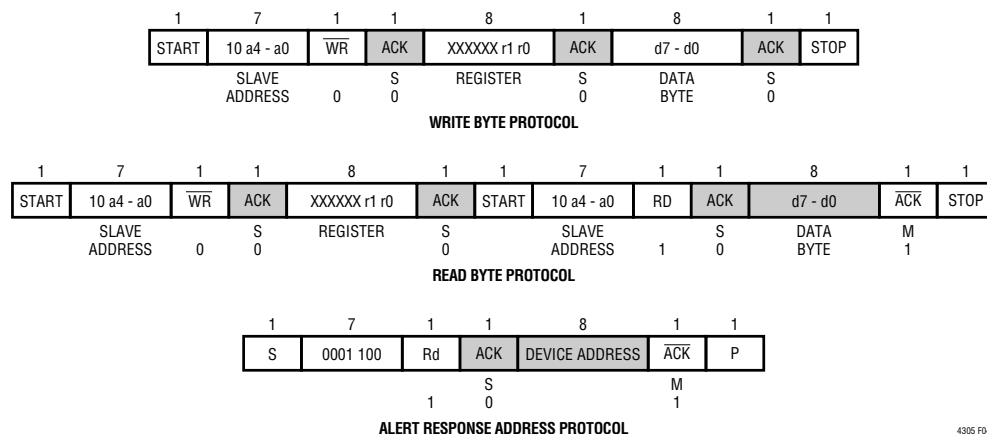 1 7 1 1 8 1 8 1 1
START 10 a4 - a0 WR ACK XXXXXX r1 r0 ACK d7 - d0 ACK STOP
SLAVE S REGISTER S DATA S
ADDRESS 0 0 0 BYTE 0
WRITE BYTE PROTOCOL
1 7 1 1 8 1 1 7 1 1 8 1 1
START 10 a4 - a0 WR ACK XXXXXX r1 r0 ACK START 10 a4 - a0 RD ACK d7 - d0 ACK STOP
SLAVE S REGISTER S SLAVE S DATA M
ADDRESS 0 0 0 ADDRESS 1 0 BYTE 1
READ BYTE PROTOCOL
1 7 1 1 8 1 1
S 0001 100 Rd ACK DEVICE ADDRESS ACK P
S M
1 0 1
ALERT RESPONSE ADDRESS PROTOCOL